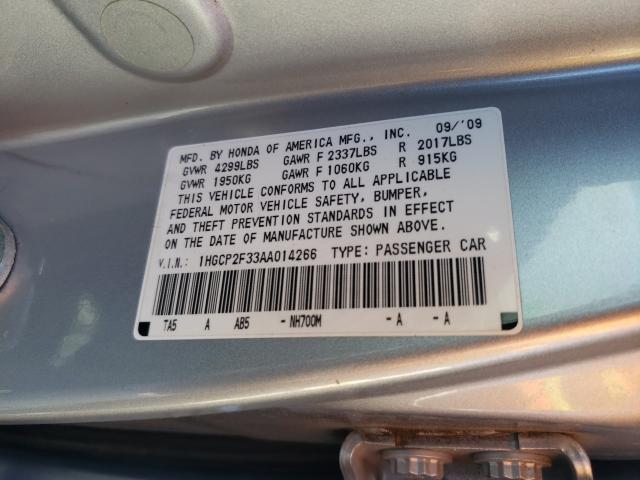 MFD. BY HONDA OF AMERICA MFG., INC. 09/'09
GVWR 4299LBS GAWR F 2337LBS R 2017LBS
GVWR 1950KG GAWR F 1060KG R 915KG
THIS VEHICLE CONFORMS TO ALL APPLICABLE
FEDERAL MOTOR VEHICLE SAFETY, BUMPER,
AND THEFT PREVENTION STANDARDS IN EFFECT
ON THE DATE OF MANUFACTURE SHOWN ABOVE.
V.I.N.: 1HGCP2F33AA014266 TYPE: PASSENGER CAR
TA5 A AB5 - NH700M - A - A